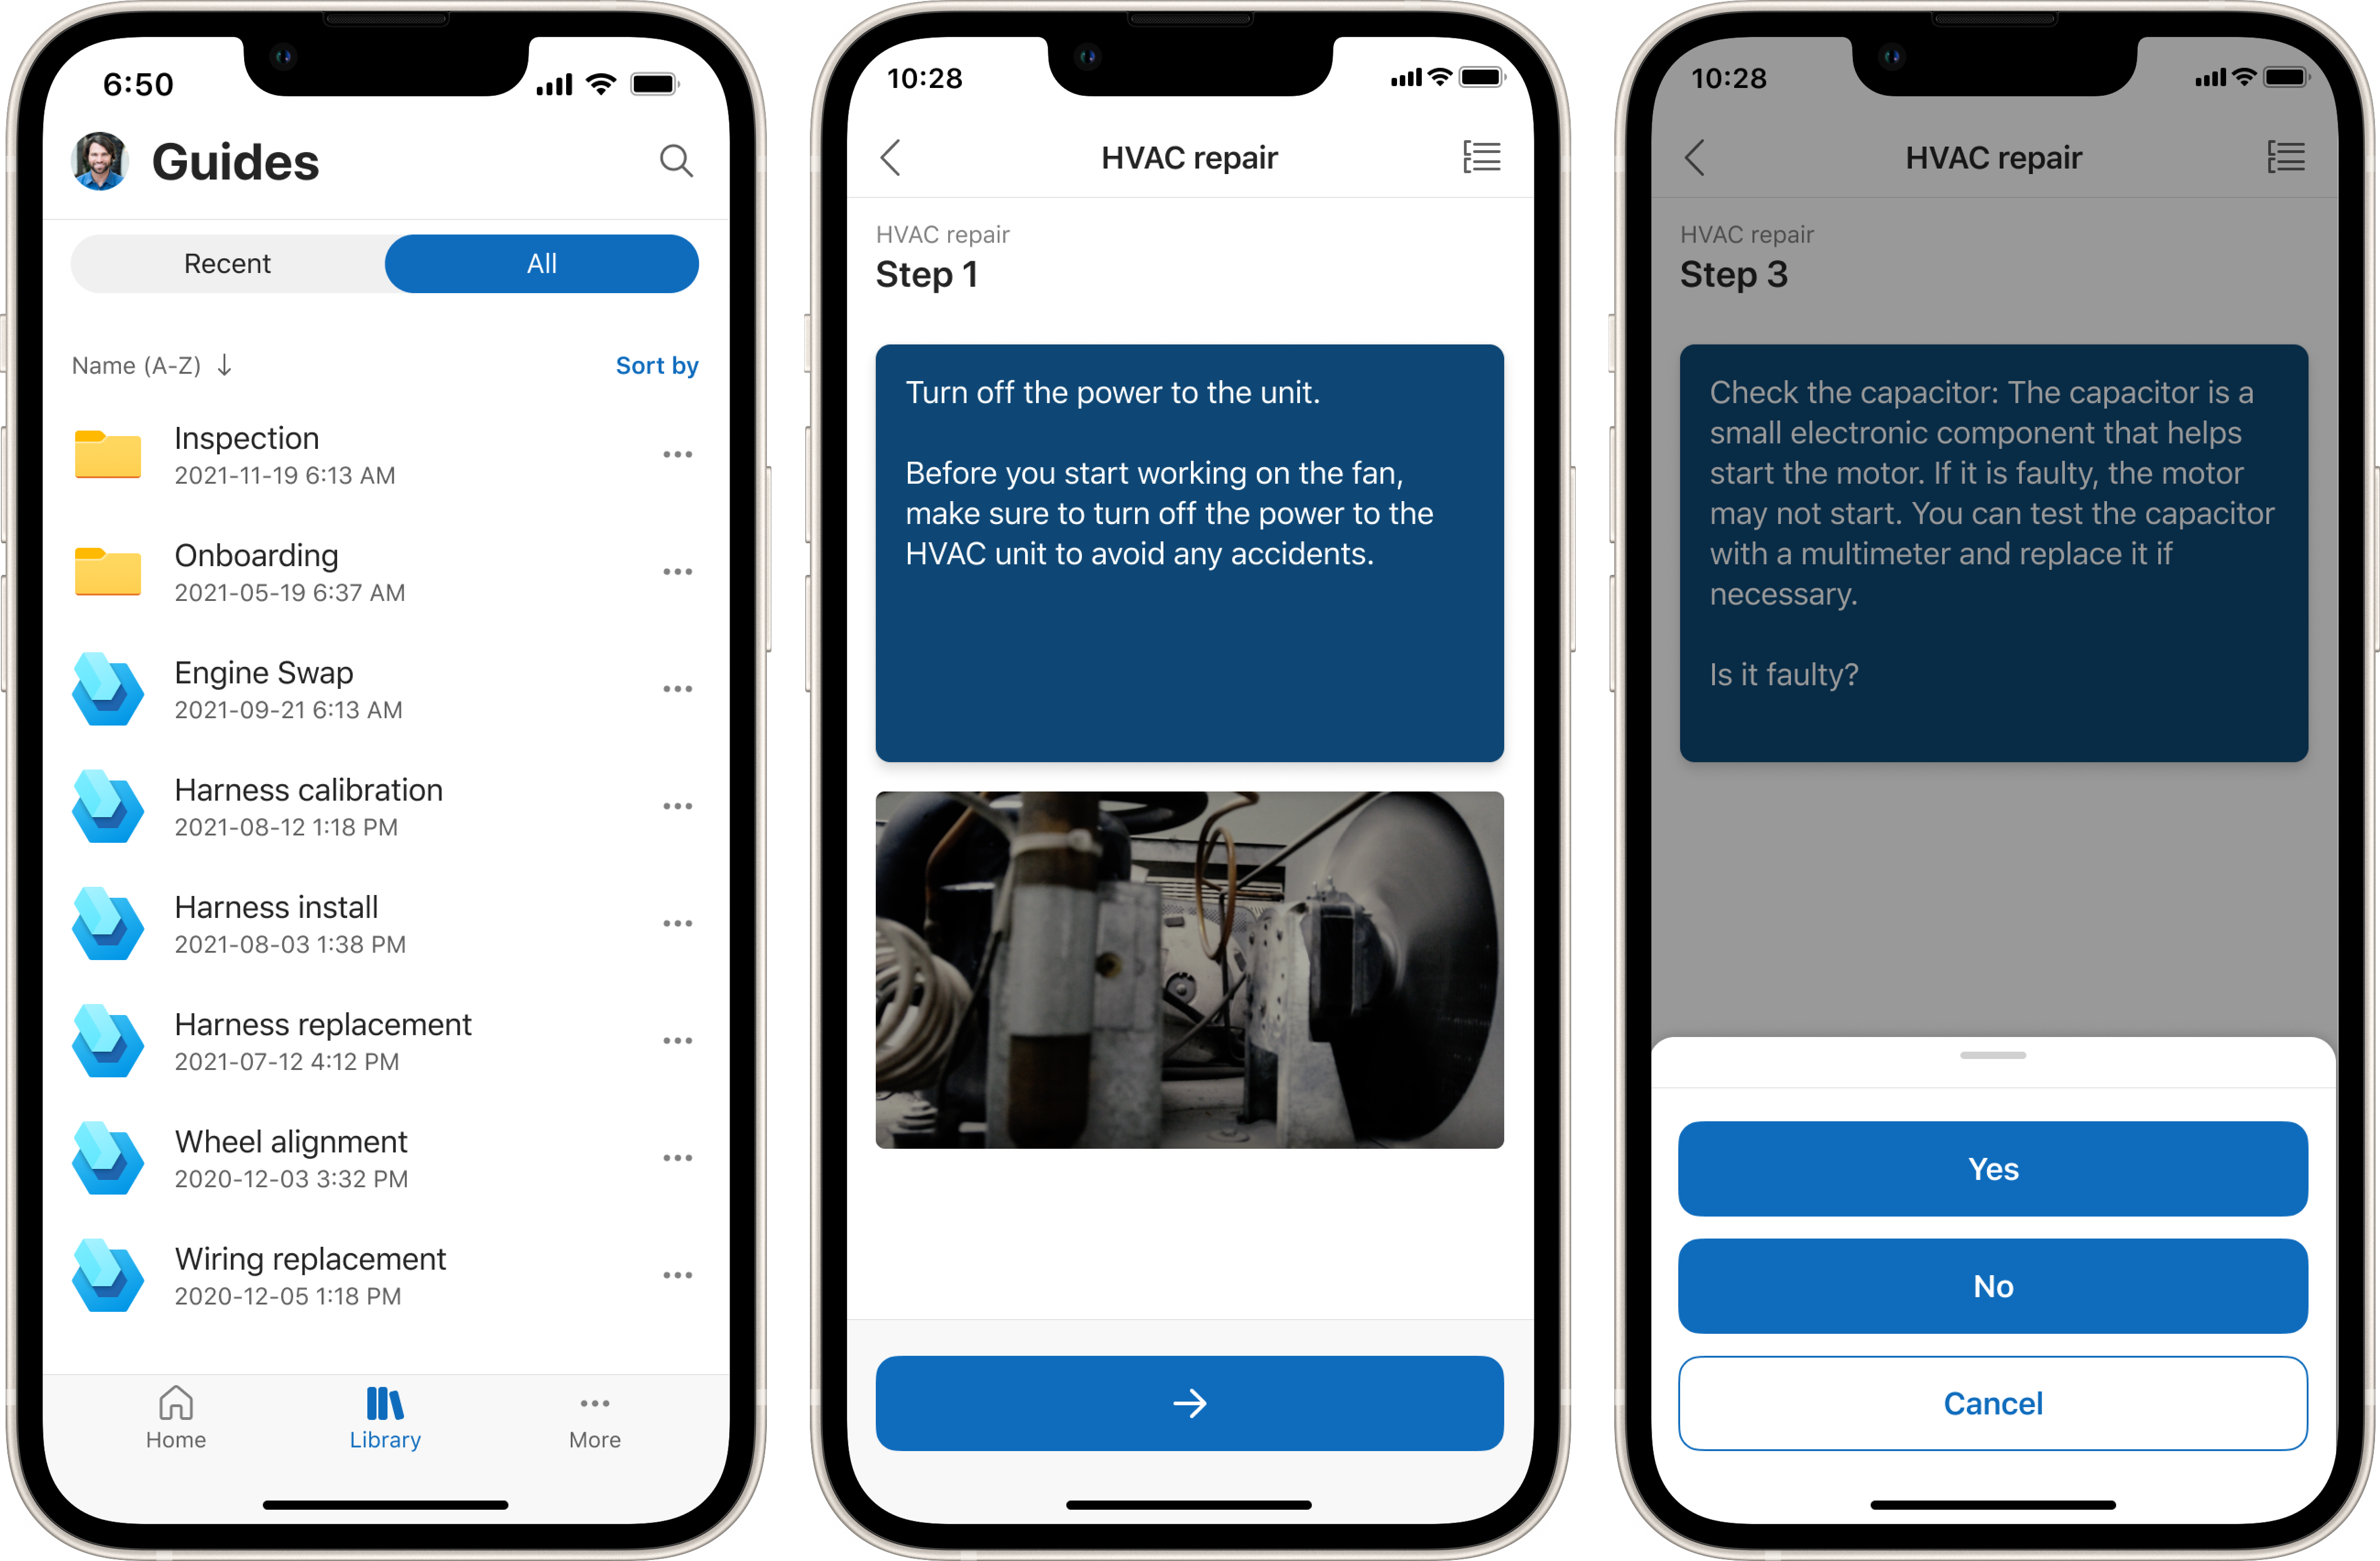 6:50
Guides
Recent
All
Name (A-Z)
Sort by
Inspection
2021-11-19 6:13 AM
Onboarding
2021-05-19 6:37 AM
Engine Swap
2021-09-21 6:13 AM
Harness calibration
2021-08-12 1:18 PM
Harness install
2021-08-03 1:38 PM
Harness replacement
2021-07-12 4:12 PM
Wheel alignment
2020-12-03 3:32 PM
Wiring replacement
2020-12-05 1:18 PM
Home
Library
More
10:28
HVAC repair
HVAC repair
Step 1
Turn off the power to the unit.
Before you start working on the fan,
make sure to turn off the power to the
HVAC unit to avoid any accidents.
10:28
HVAC repair
HVAC repair
Step 3
Check the capacitor: The capacitor is a
small electronic component that helps
start the motor. If it is faulty, the motor
may not start. You can test the capacitor
with a multimeter and replace it if
necessary.
Is it faulty?
Yes
No
Cancel